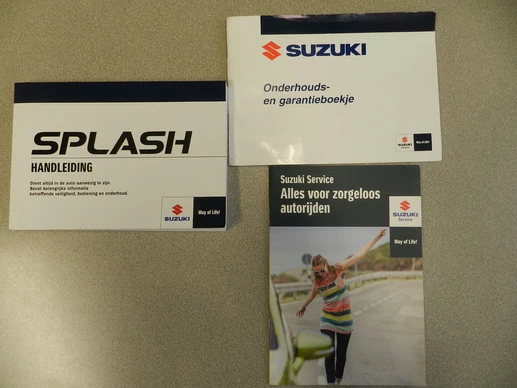 SPLASH
HANDLEIDING
Dient altijd in de auto aanwezig te zijn.
Bevat belangrijke informatie
betreffende veiligheid, bediening en onderhoud.
SUZUKI
Way of Life!
SUZUKI
Onderhouds-
en garantieboekje
Way of Life!
Suzuki Service
Alles voor zorgeloos
autorijden
SUZUKI
Service
Way of Life!